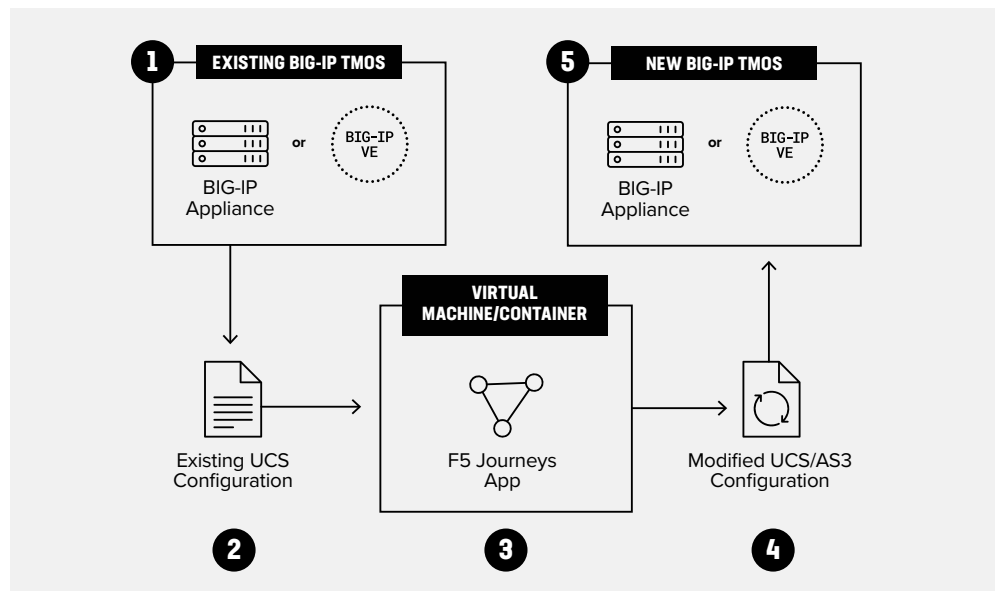 1
EXISTING BIG-IP TMOS
BIG-IP
VE
or
BIG-IP
Appliance
5
NEW BIG-IP TMOS
BIG-IP
VE
or
BIG-IP
Appliance
VIRTUAL
MACHINE/CONTAINER
Existing UCS
Configuration
F5 Journeys
App
Modified UCS/AS3
Configuration
2
3
4